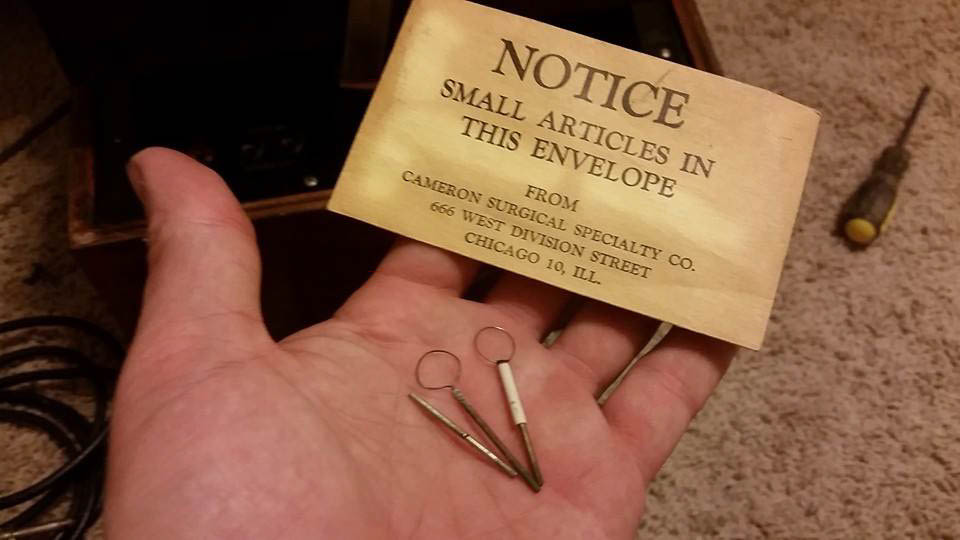 NOTICE
SMALL ARTICLES IN
THIS ENVELOPE
FROM
CAMERON SURGICAL SPECIALTY CO.
666 WEST DIVISION STREET
CHICAGO 10, ILL.